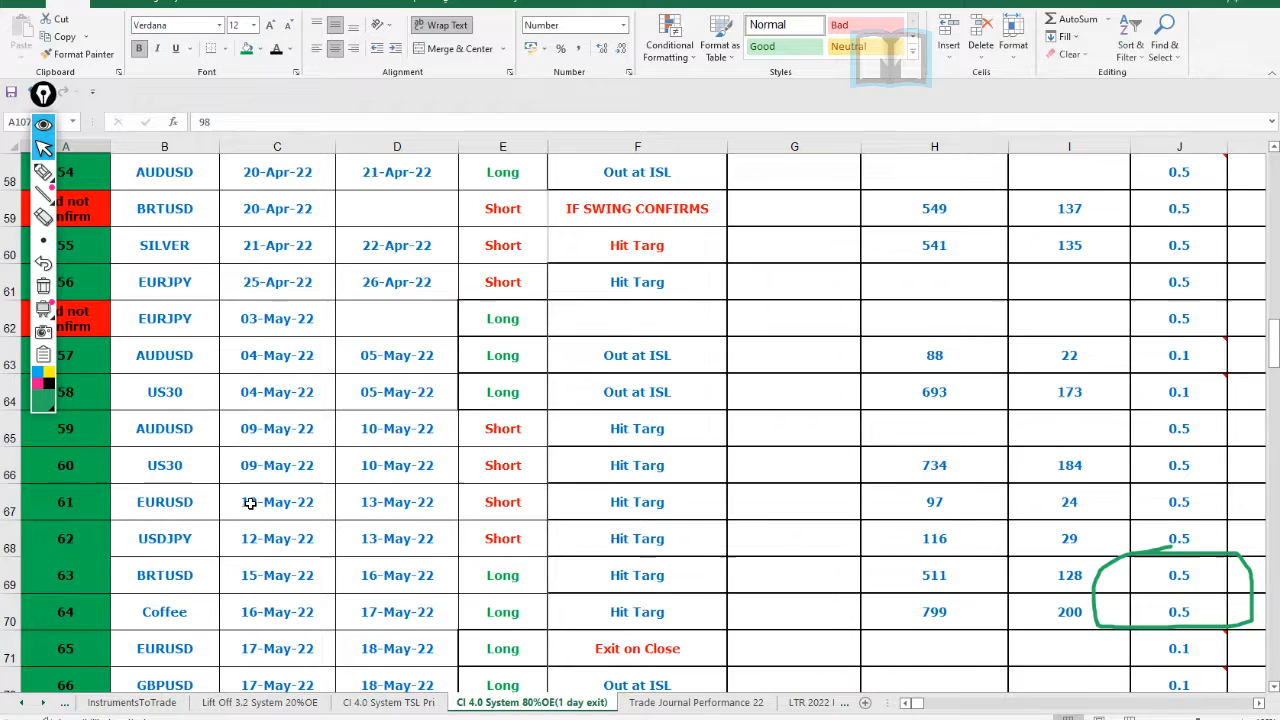 Cut
Copy
Format Painter
Paste
Clipboard
Verdana 12
B I U
Font
Wrap Text
Merge & Center
Alignment
Number
Number
Conditional Formatting
Format as Table
Normal Bad
Good Neutral
Styles
Insert Delete Format
Cells
AutoSum
Fill
Clear
Sort & Filter
Find & Select
Editing
A107 fx 98
A B C D E F G H I J
58 54 AUDUSD 20-Apr-22 21-Apr-22 Long Out at ISL 0.5
59 BRTUSD 20-Apr-22 Short IF SWING CONFIRMS 549 137 0.5
60 55 SILVER 21-Apr-22 22-Apr-22 Short Hit Targ 541 135 0.5
61 56 EURJPY 25-Apr-22 26-Apr-22 Short Hit Targ 0.5
62 EURJPY 03-May-22 Long 0.5
63 57 AUDUSD 04-May-22 05-May-22 Long Out at ISL 88 22 0.1
64 58 US30 04-May-22 05-May-22 Long Out at ISL 693 173 0.1
65 59 AUDUSD 09-May-22 10-May-22 Short Hit Targ 0.5
66 60 US30 09-May-22 10-May-22 Short Hit Targ 734 184 0.5
67 61 EURUSD -May-22 13-May-22 Short Hit Targ 97 24 0.5
68 62 USDJPY 12-May-22 13-May-22 Short Hit Targ 116 29 0.5
69 63 BRTUSD 15-May-22 16-May-22 Long Hit Targ 511 128 0.5
70 64 Coffee 16-May-22 17-May-22 Long Hit Targ 799 200 0.5
71 65 EURUSD 17-May-22 18-May-22 Long Exit on Close 0.1
66 GBPUSD 17-May-22 18-May-22 Long Out at ISL 0.1
... InstrumentsToTrade Lift Off 3.2 System 20%OE CI 4.0 System TSL Pri CI 4.0 System 80%OE(1 day exit) Trade Journal Performance 22 LTR 2022 I ...